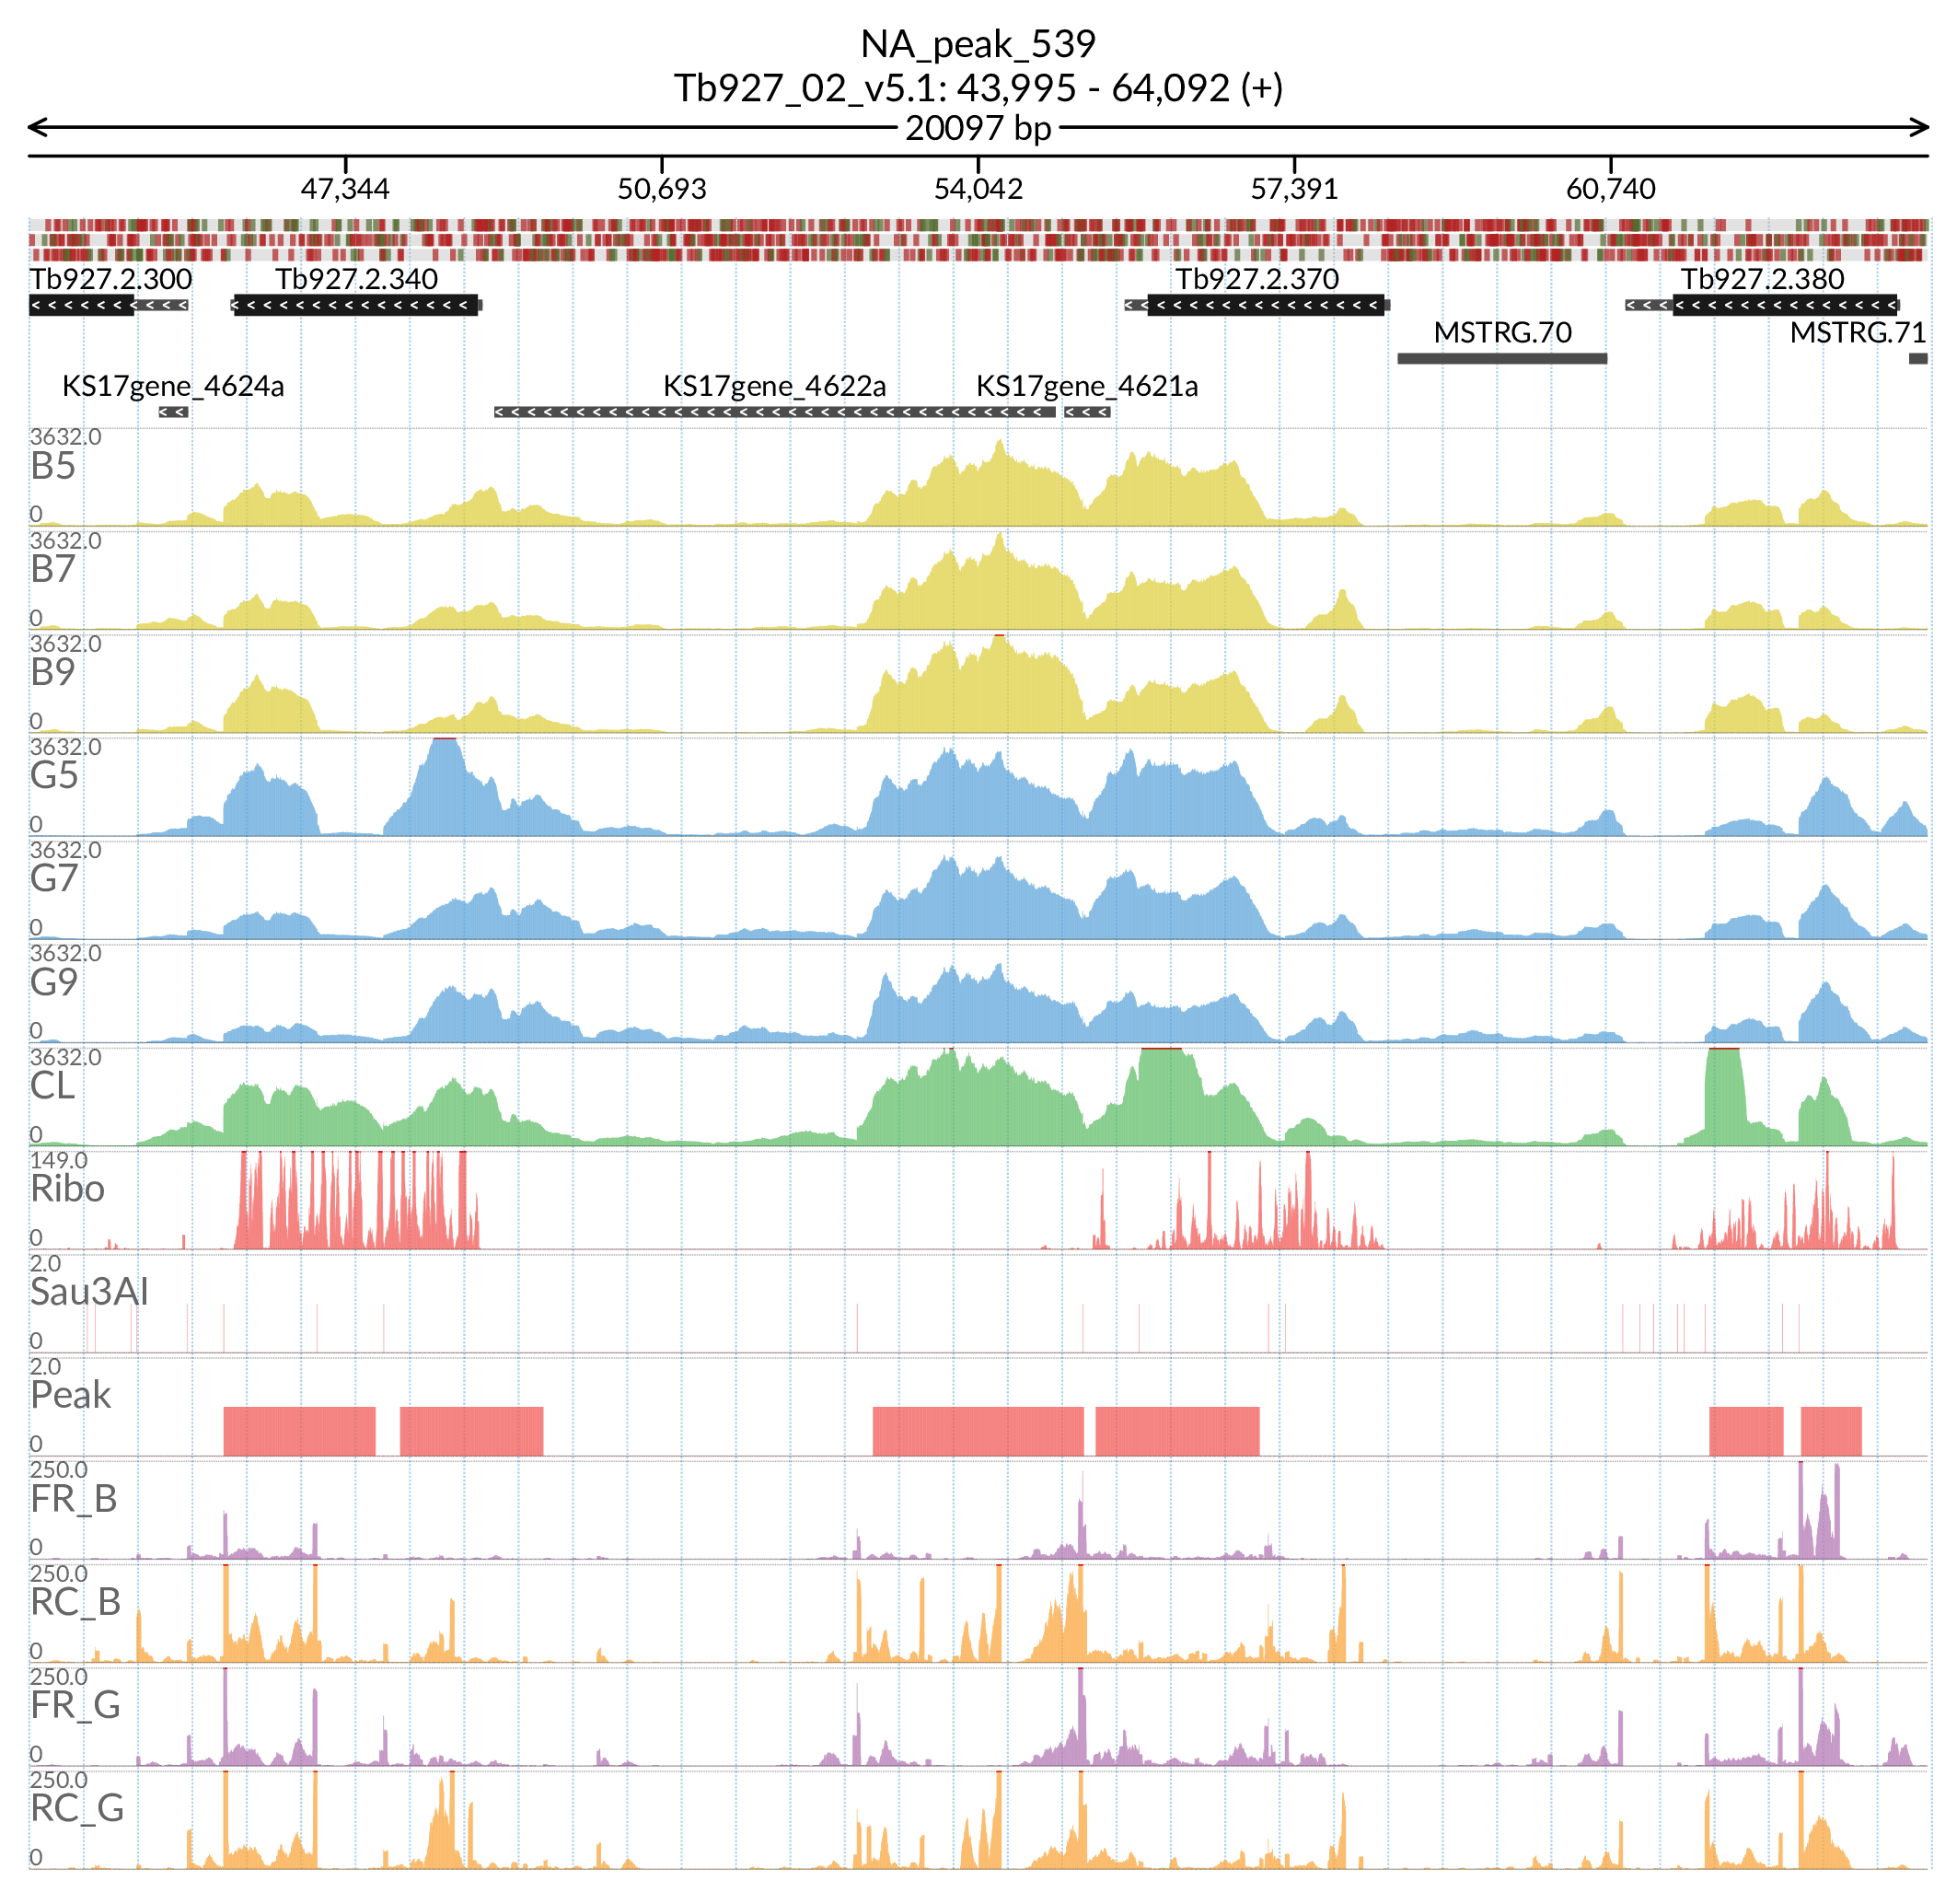 NA_peak_539
Tb927_02_v5.1: 43,995 - 64,092 (+)
20097 bp
47,344 50,693 54,042 57,391 60,740
Tb927.2.300 Tb927.2.340 Tb927.2.370 Tb927.2.380
MSTRG.70 MSTRG.71
KS17gene_4624a KS17gene_4622a KS17gene_4621a
3632.0
B5
0
3632.0
B7
0
3632.0
B9
0
3632.0
G5
0
3632.0
G7
0
3632.0
G9
0
3632.0
CL
0
149.0
Ribo
0
2.0
Sau3AI
0
2.0
Peak
0
250.0
FR_B
0
250.0
RC_B
0
250.0
FR_G
0
250.0
RC_G
0